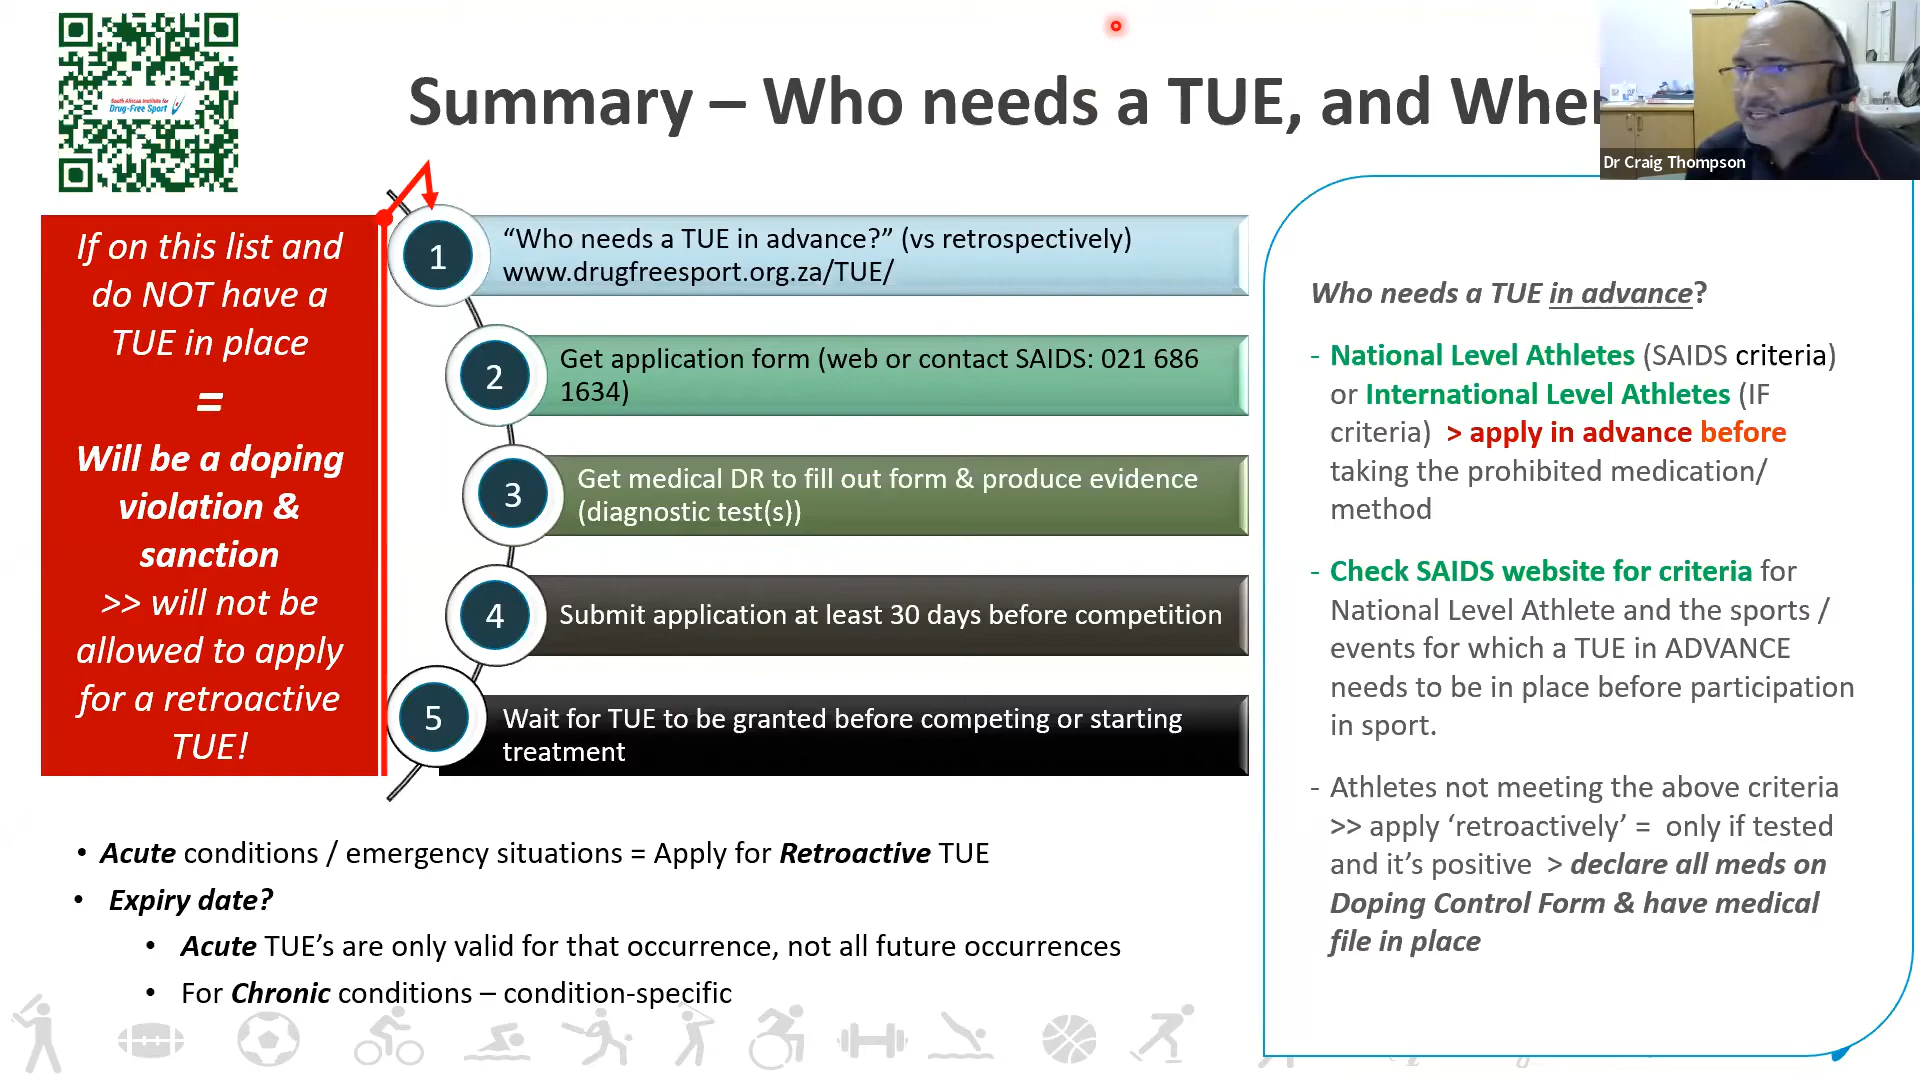 South African Institute for
Drug-Free Sport
Summary – Who needs a TUE, and When
Dr Craig Thompson
If on this list and
do NOT have a
TUE in place
=
Will be a doping
violation &
sanction
>> will not be
allowed to apply
for a retroactive
TUE!
1
“Who needs a TUE in advance?” (vs retrospectively)
www.drugfreesport.org.za/TUE/
2
Get application form (web or contact SAIDS: 021 686
1634)
3
Get medical DR to fill out form & produce evidence
(diagnostic test(s))
4
Submit application at least 30 days before competition
5
Wait for TUE to be granted before competing or starting
treatment
• Acute conditions / emergency situations = Apply for Retroactive TUE
• Expiry date?
• Acute TUE’s are only valid for that occurrence, not all future occurrences
• For Chronic conditions – condition-specific
Who needs a TUE in advance?
- National Level Athletes (SAIDS criteria)
or International Level Athletes (IF
criteria) > apply in advance before
taking the prohibited medication/
method
- Check SAIDS website for criteria for
National Level Athlete and the sports /
events for which a TUE in ADVANCE
needs to be in place before participation
in sport.
- Athletes not meeting the above criteria
>> apply ‘retroactively’ = only if tested
and it’s positive > declare all meds on
Doping Control Form & have medical
file in place